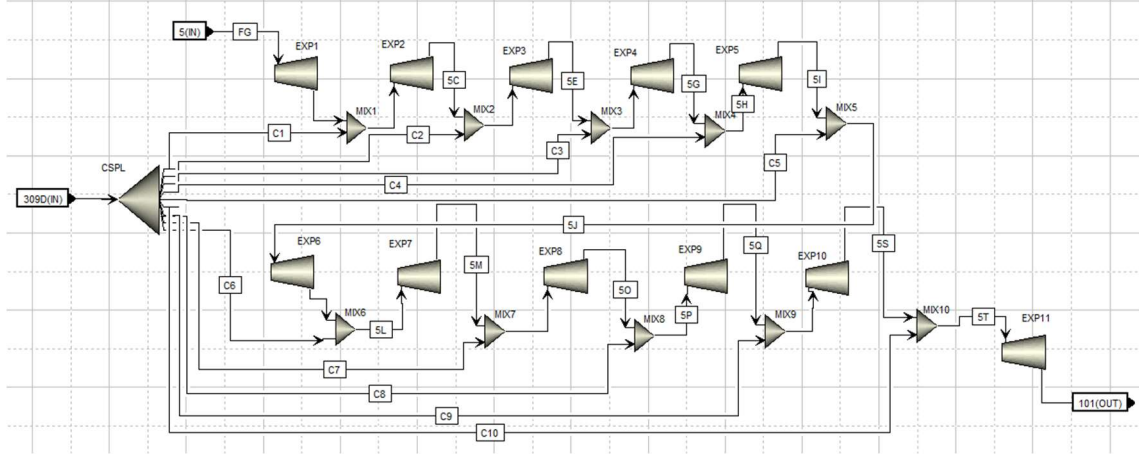 5(IN)
FG
EXP1
EXP2
5C
EXP3
5E
EXP4
5G
EXP5
5I
MIX1
MIX2
MIX3
5H
MIX4
MIX5
C1
C2
C3
C4
C5
CSPL
309D(IN)
5J
EXP6
EXP7
5M
EXP8
5O
EXP9
5Q
EXP10
5S
C6
MIX6
5L
MIX7
5P
MIX8
MIX9
MIX10
5T
EXP11
C7
C8
C9
C10
101(OUT)